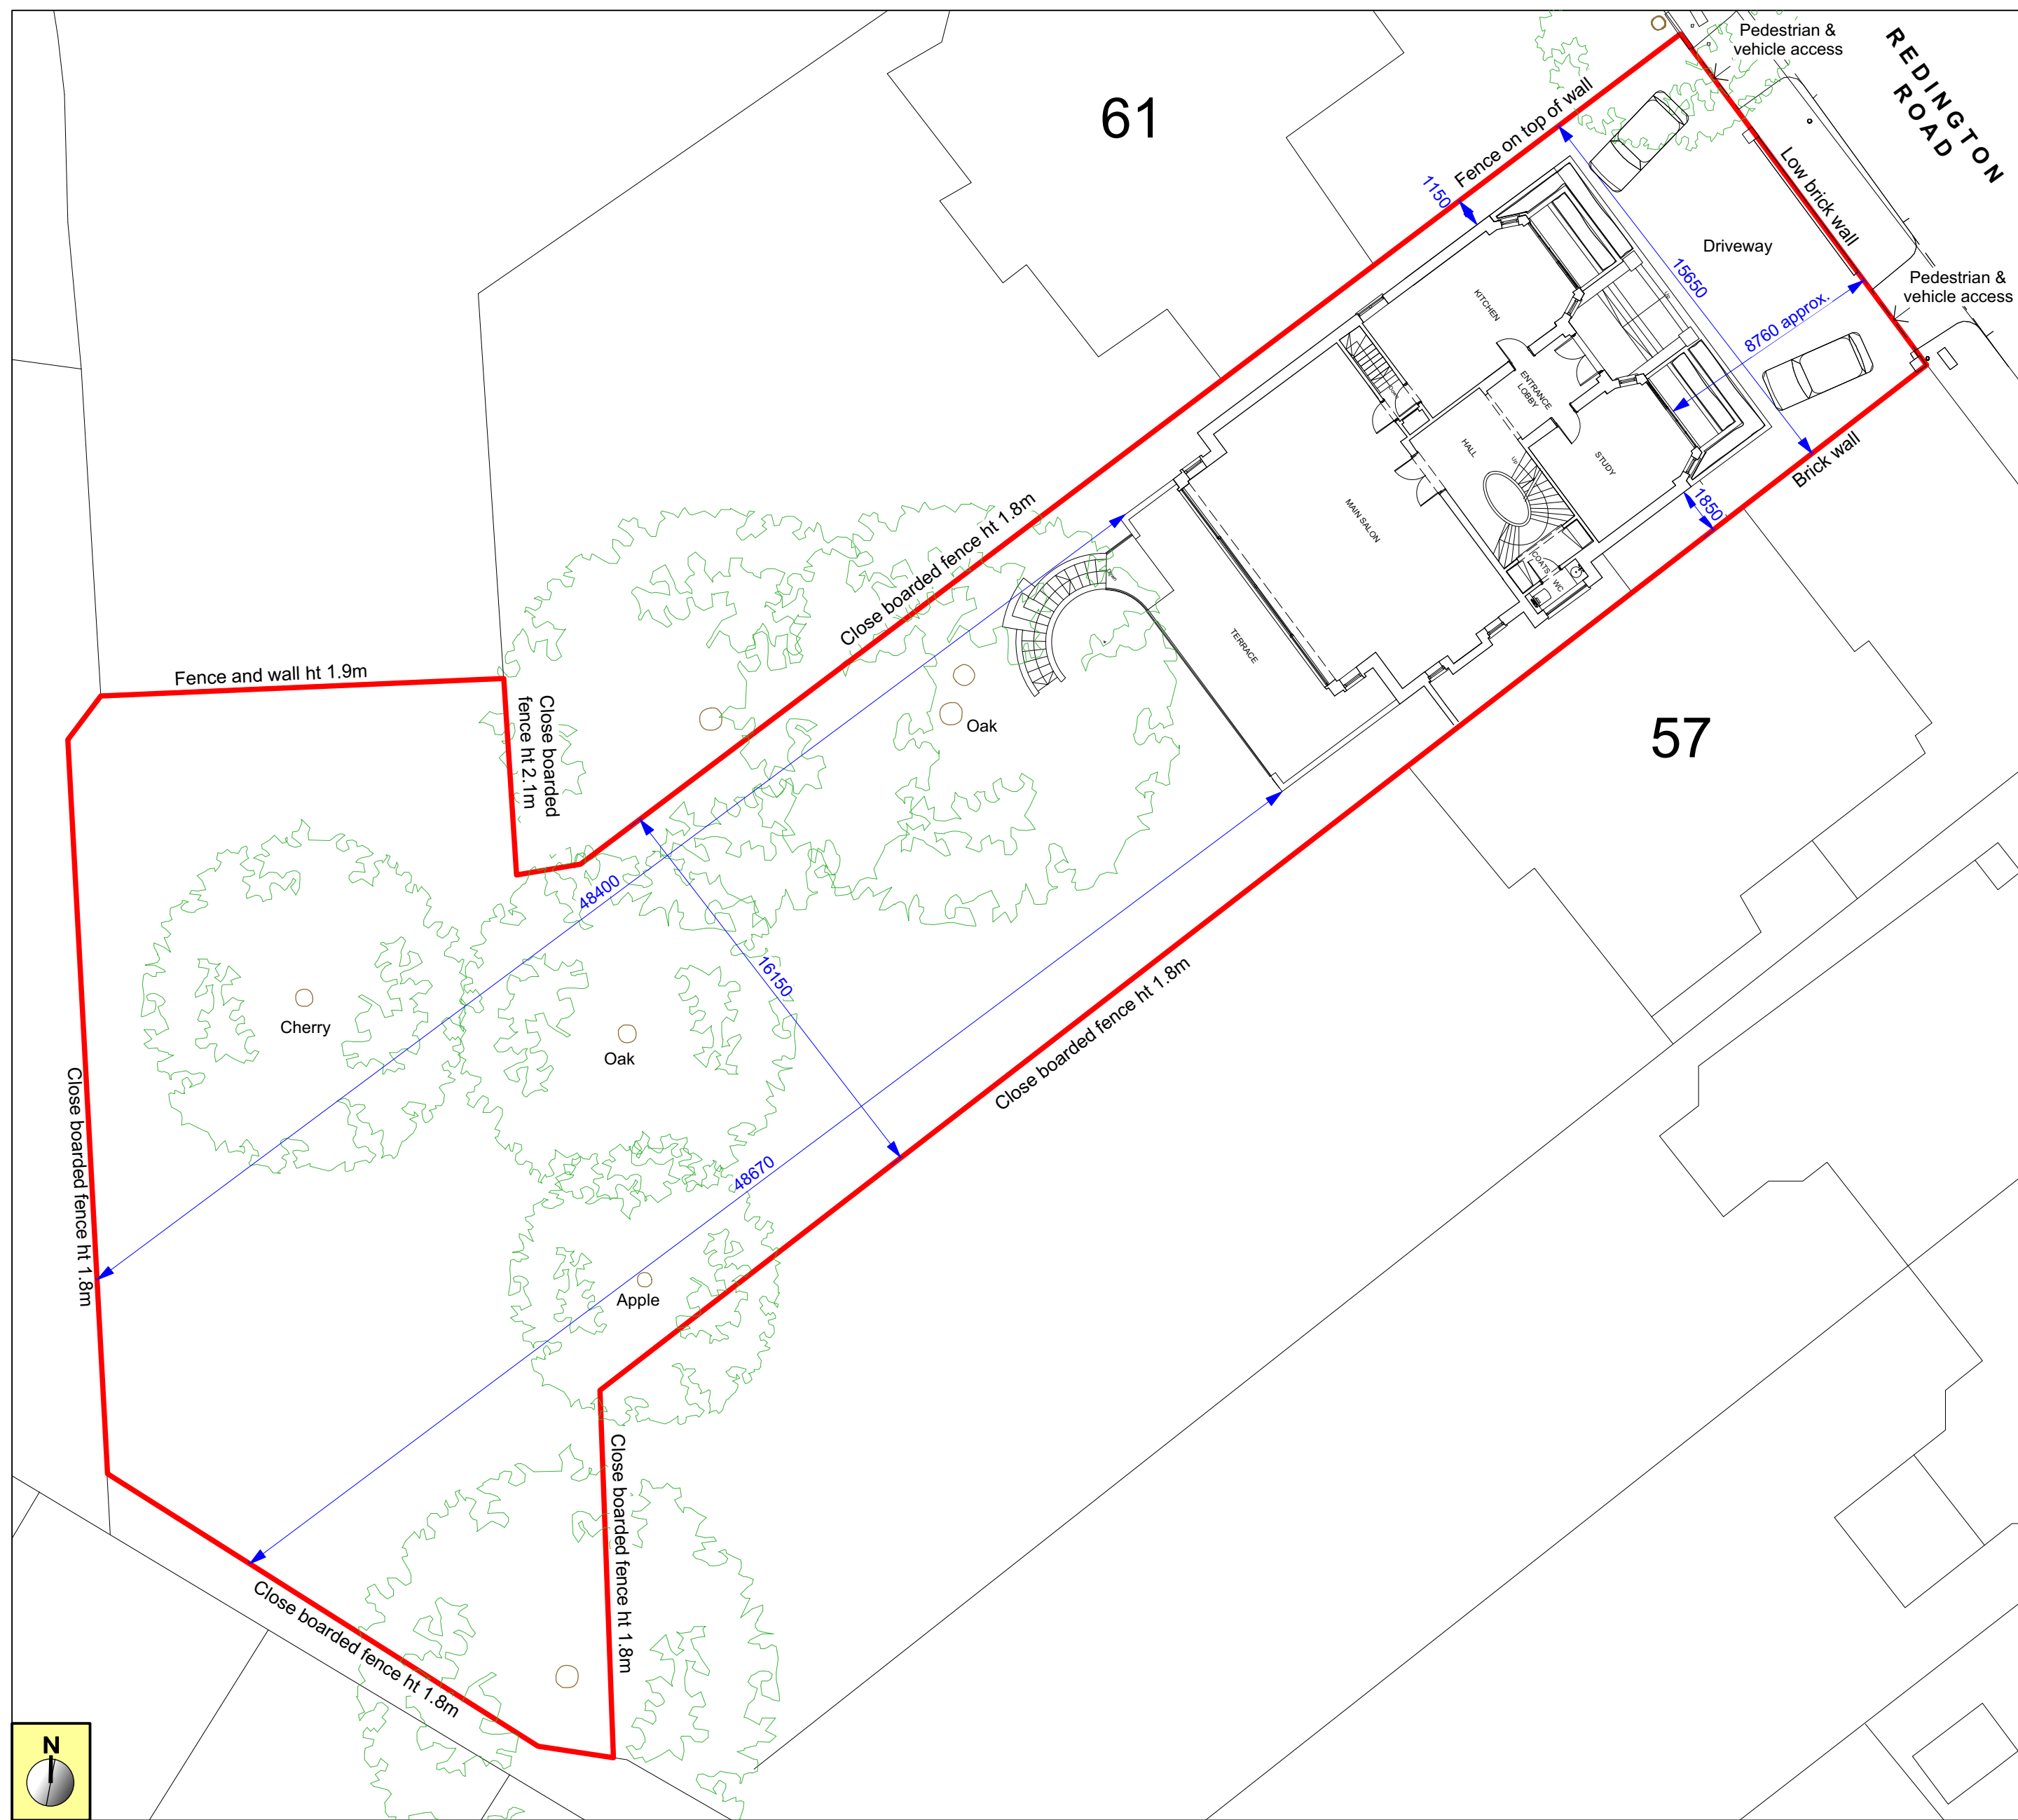 Pedestrian &
vehicle access
REDINGTON
ROAD
61
Fence on top of wall
1150
Low brick wall
Driveway
15650
Pedestrian &
vehicle access
8760 approx.
KITCHEN
ENTRANCE
LOBBY
HALL
Up
STUDY
Brick wall
1850
MAIN SALON
COATS
WC
Down
TERRACE
Close boarded fence ht 1.8m
Fence and wall ht 1.9m
Close boarded
fence ht 2.1m
Oak
57
48400
16150
Cherry
Oak
Close boarded fence ht 1.8m
Close boarded fence ht 1.8m
48670
Apple
Close boarded fence ht 1.8m
Close boarded fence ht 1.8m
N